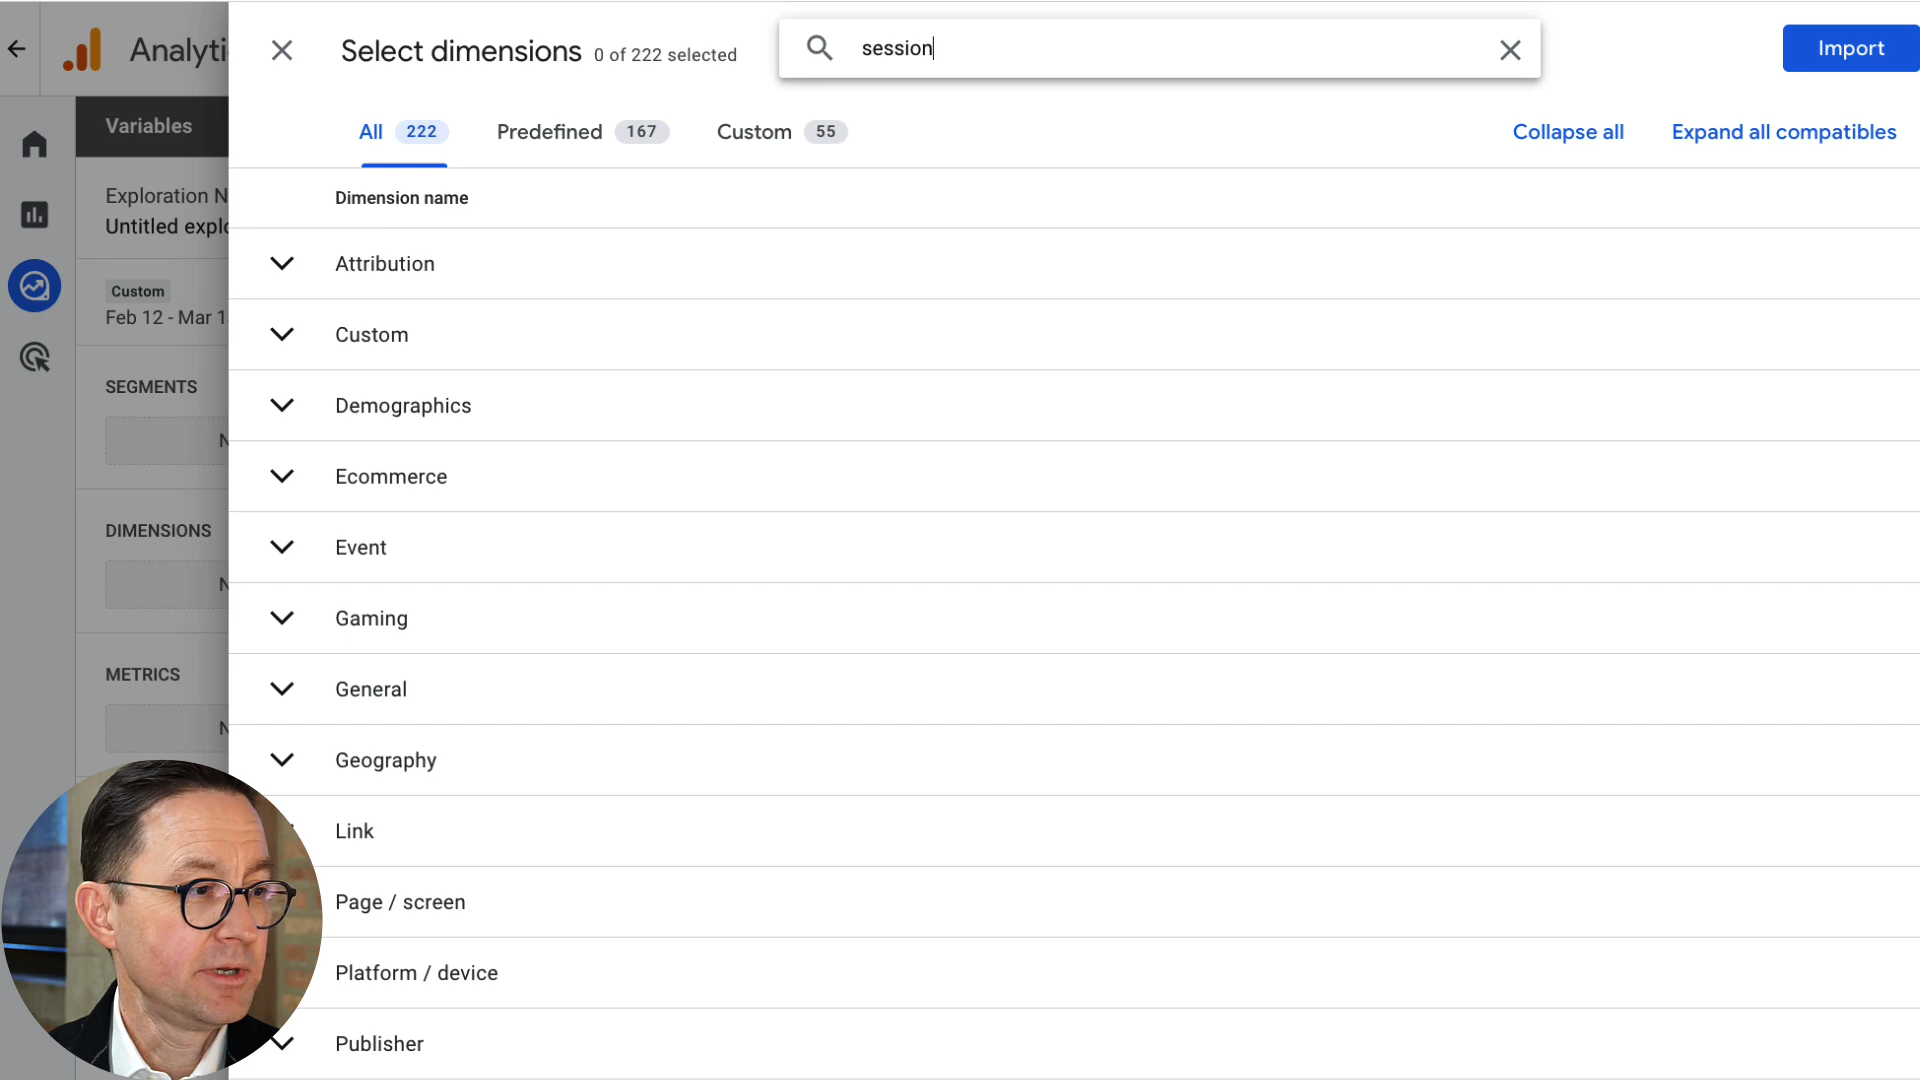 Analyti
Select dimensions 0 of 222 selected
session
Import
Variables
All 222 Predefined 167 Custom 55
Collapse all Expand all compatibles
Exploration N
Untitled explo
Dimension name
Attribution
Custom
Feb 12 - Mar 1
Custom
SEGMENTS
N
Demographics
Ecommerce
DIMENSIONS
N
Event
Gaming
METRICS
N
General
Geography
Link
Page / screen
Platform / device
Publisher